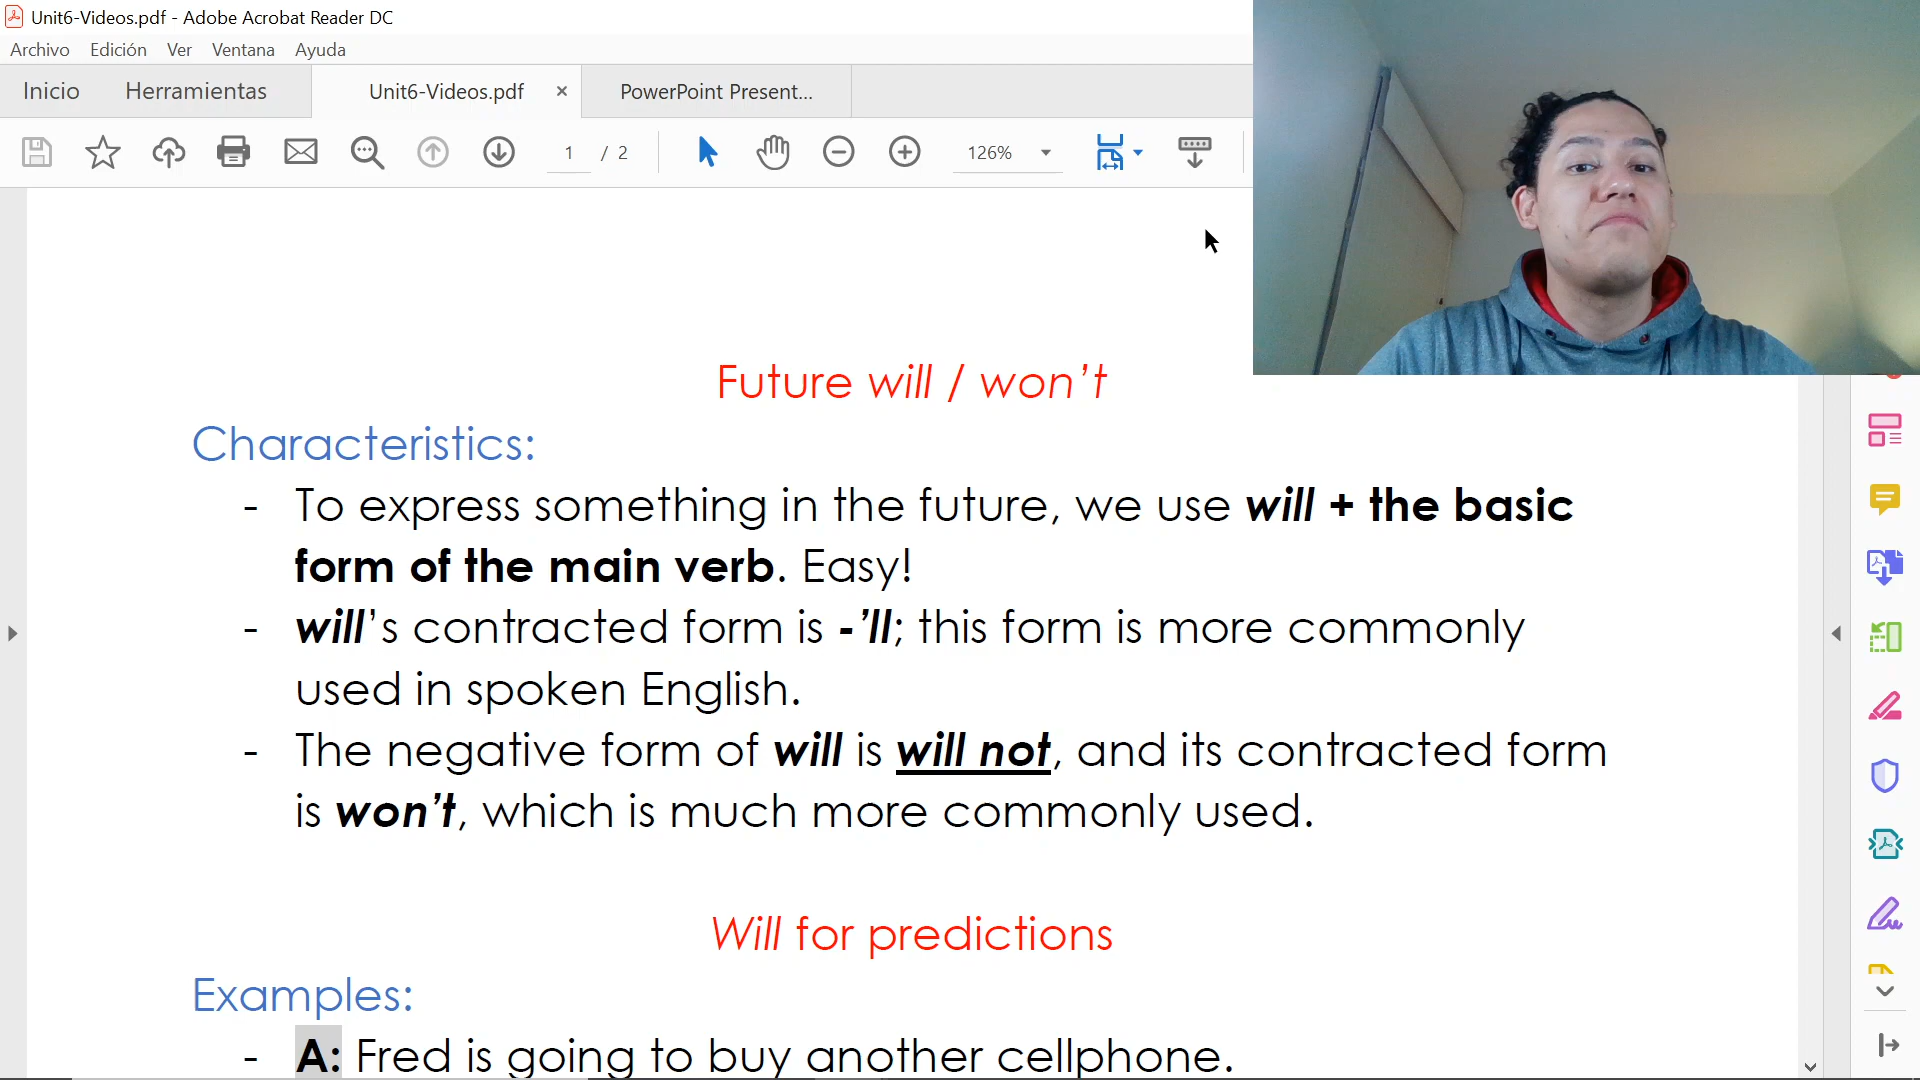 Unit6-Videos.pdf - Adobe Acrobat Reader DC
Archivo Edición Ver Ventana Ayuda
Inicio Herramientas Unit6-Videos.pdf × PowerPoint Present...
1 / 2 126%
Future will / won’t
Characteristics:
- To express something in the future, we use will + the basic
form of the main verb. Easy!
- will’s contracted form is -’ll; this form is more commonly
used in spoken English.
- The negative form of will is will not, and its contracted form
is won’t, which is much more commonly used.
Will for predictions
Examples:
- A: Fred is going to buy another cellphone.